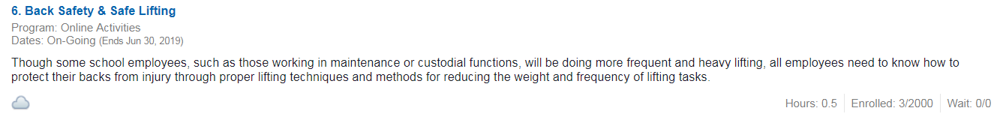 6. Back Safety & Safe Lifting
Program: Online Activities
Dates: On-Going (Ends Jun 30, 2019)
Though some school employees, such as those working in maintenance or custodial functions, will be doing more frequent and heavy lifting, all employees need to know how to
protect their backs from injury through proper lifting techniques and methods for reducing the weight and frequency of lifting tasks.
Hours: 0.5 Enrolled: 3/2000 Wait: 0/0